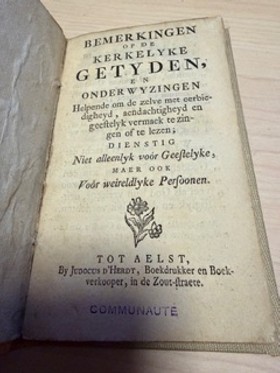 BEMERKINGEN
OP DE
KERKELYKE
GETYDEN,
EN
ONDERWYZINGEN
Helpende om de zelve met eerbie-
digheyd, aendachtigheyd en
geestelyk vermaek te zin-
gen of te lezen;
DIENSTIG
Niet alleenlyk voór Geestelyke,
MAER OOK
Voór weireldlyke Persoonen.
TOT AELST,
By JUDOCUS D'HERDT, Boekdrukker en Boek-
verkooper, in de Zout-straete.
COMMUNAUTÉ